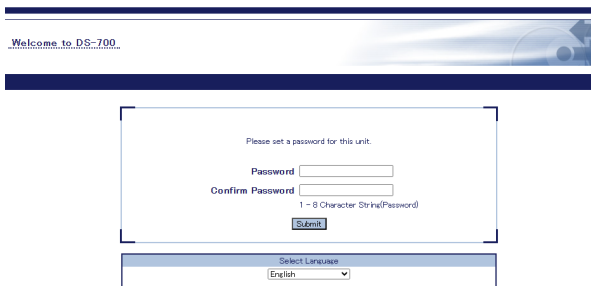 Welcome to DS-700
Please set a password for this unit.
Password
Confirm Password
1 - 8 Character String(Password)
Submit
Select Language
English